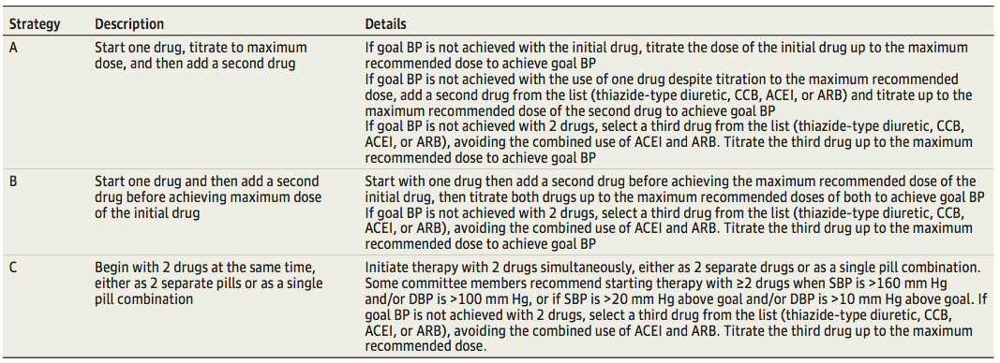 Strategy Description Details
A Start one drug, titrate to maximum dose, and then add a second drug
If goal BP is not achieved with the initial drug, titrate the dose of the initial drug up to the maximum
recommended dose to achieve goal BP
If goal BP is not achieved with the use of one drug despite titration to the maximum recommended
dose, add a second drug from the list (thiazide-type diuretic, CCB, ACEI, or ARB) and titrate up to the
maximum recommended dose of the second drug to achieve goal BP
If goal BP is not achieved with 2 drugs, select a third drug from the list (thiazide-type diuretic, CCB,
ACEI, or ARB), avoiding the combined use of ACEI and ARB. Titrate the third drug up to the maximum
recommended dose to achieve goal BP
B Start one drug and then add a second
drug before achieving maximum dose
of the initial drug
Start with one drug then add a second drug before achieving the maximum recommended dose of the
initial drug, then titrate both drugs up to the maximum recommended doses of both to achieve goal BP
If goal BP is not achieved with 2 drugs, select a third drug from the list (thiazide-type diuretic, CCB,
ACEI, or ARB), avoiding the combined use of ACEI and ARB. Titrate the third drug up to the maximum
recommended dose to achieve goal BP
C Begin with 2 drugs at the same time,
either as 2 separate pills or as a single
pill combination
Initiate therapy with 2 drugs simultaneously, either as 2 separate drugs or as a single pill combination.
Some committee members recommend starting therapy with ≥2 drugs when SBP is >160 mm Hg
and/or DBP is >100 mm Hg, or if SBP is >20 mm Hg above goal and/or DBP is >10 mm Hg above goal. If
goal BP is not achieved with 2 drugs, select a third drug from the list (thiazide-type diuretic, CCB,
ACEI, or ARB), avoiding the combined use of ACEI and ARB. Titrate the third drug up to the maximum
recommended dose.